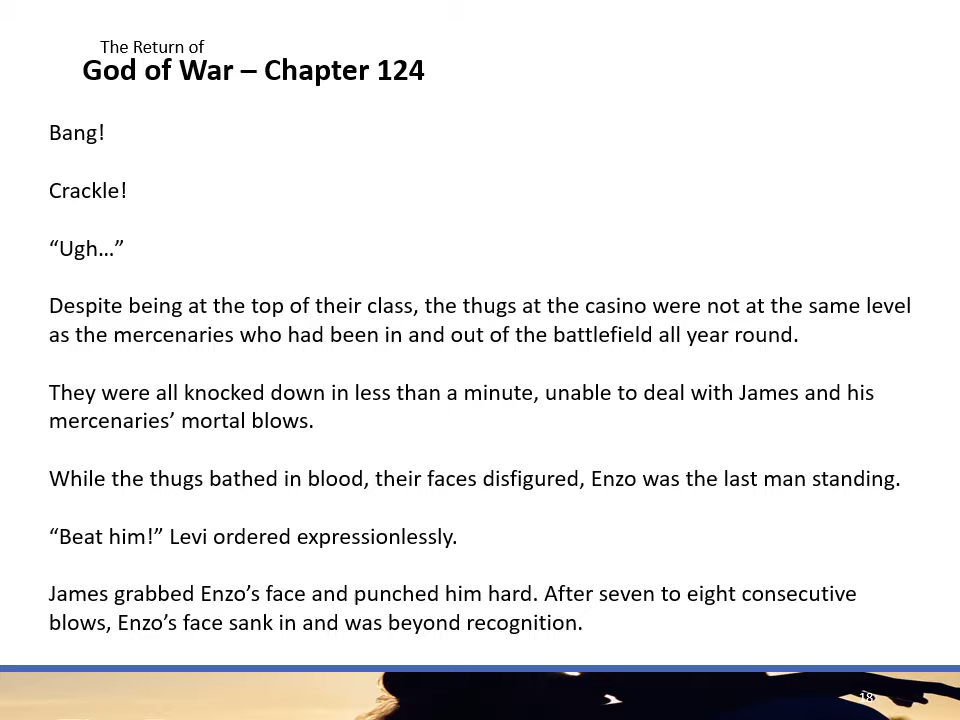 The Return of
God of War – Chapter 124
Bang!
Crackle!
“Ugh…”
Despite being at the top of their class, the thugs at the casino were not at the same level
as the mercenaries who had been in and out of the battlefield all year round.
They were all knocked down in less than a minute, unable to deal with James and his
mercenaries’ mortal blows.
While the thugs bathed in blood, their faces disfigured, Enzo was the last man standing.
“Beat him!” Levi ordered expressionlessly.
James grabbed Enzo’s face and punched him hard. After seven to eight consecutive
blows, Enzo’s face sank in and was beyond recognition.
18